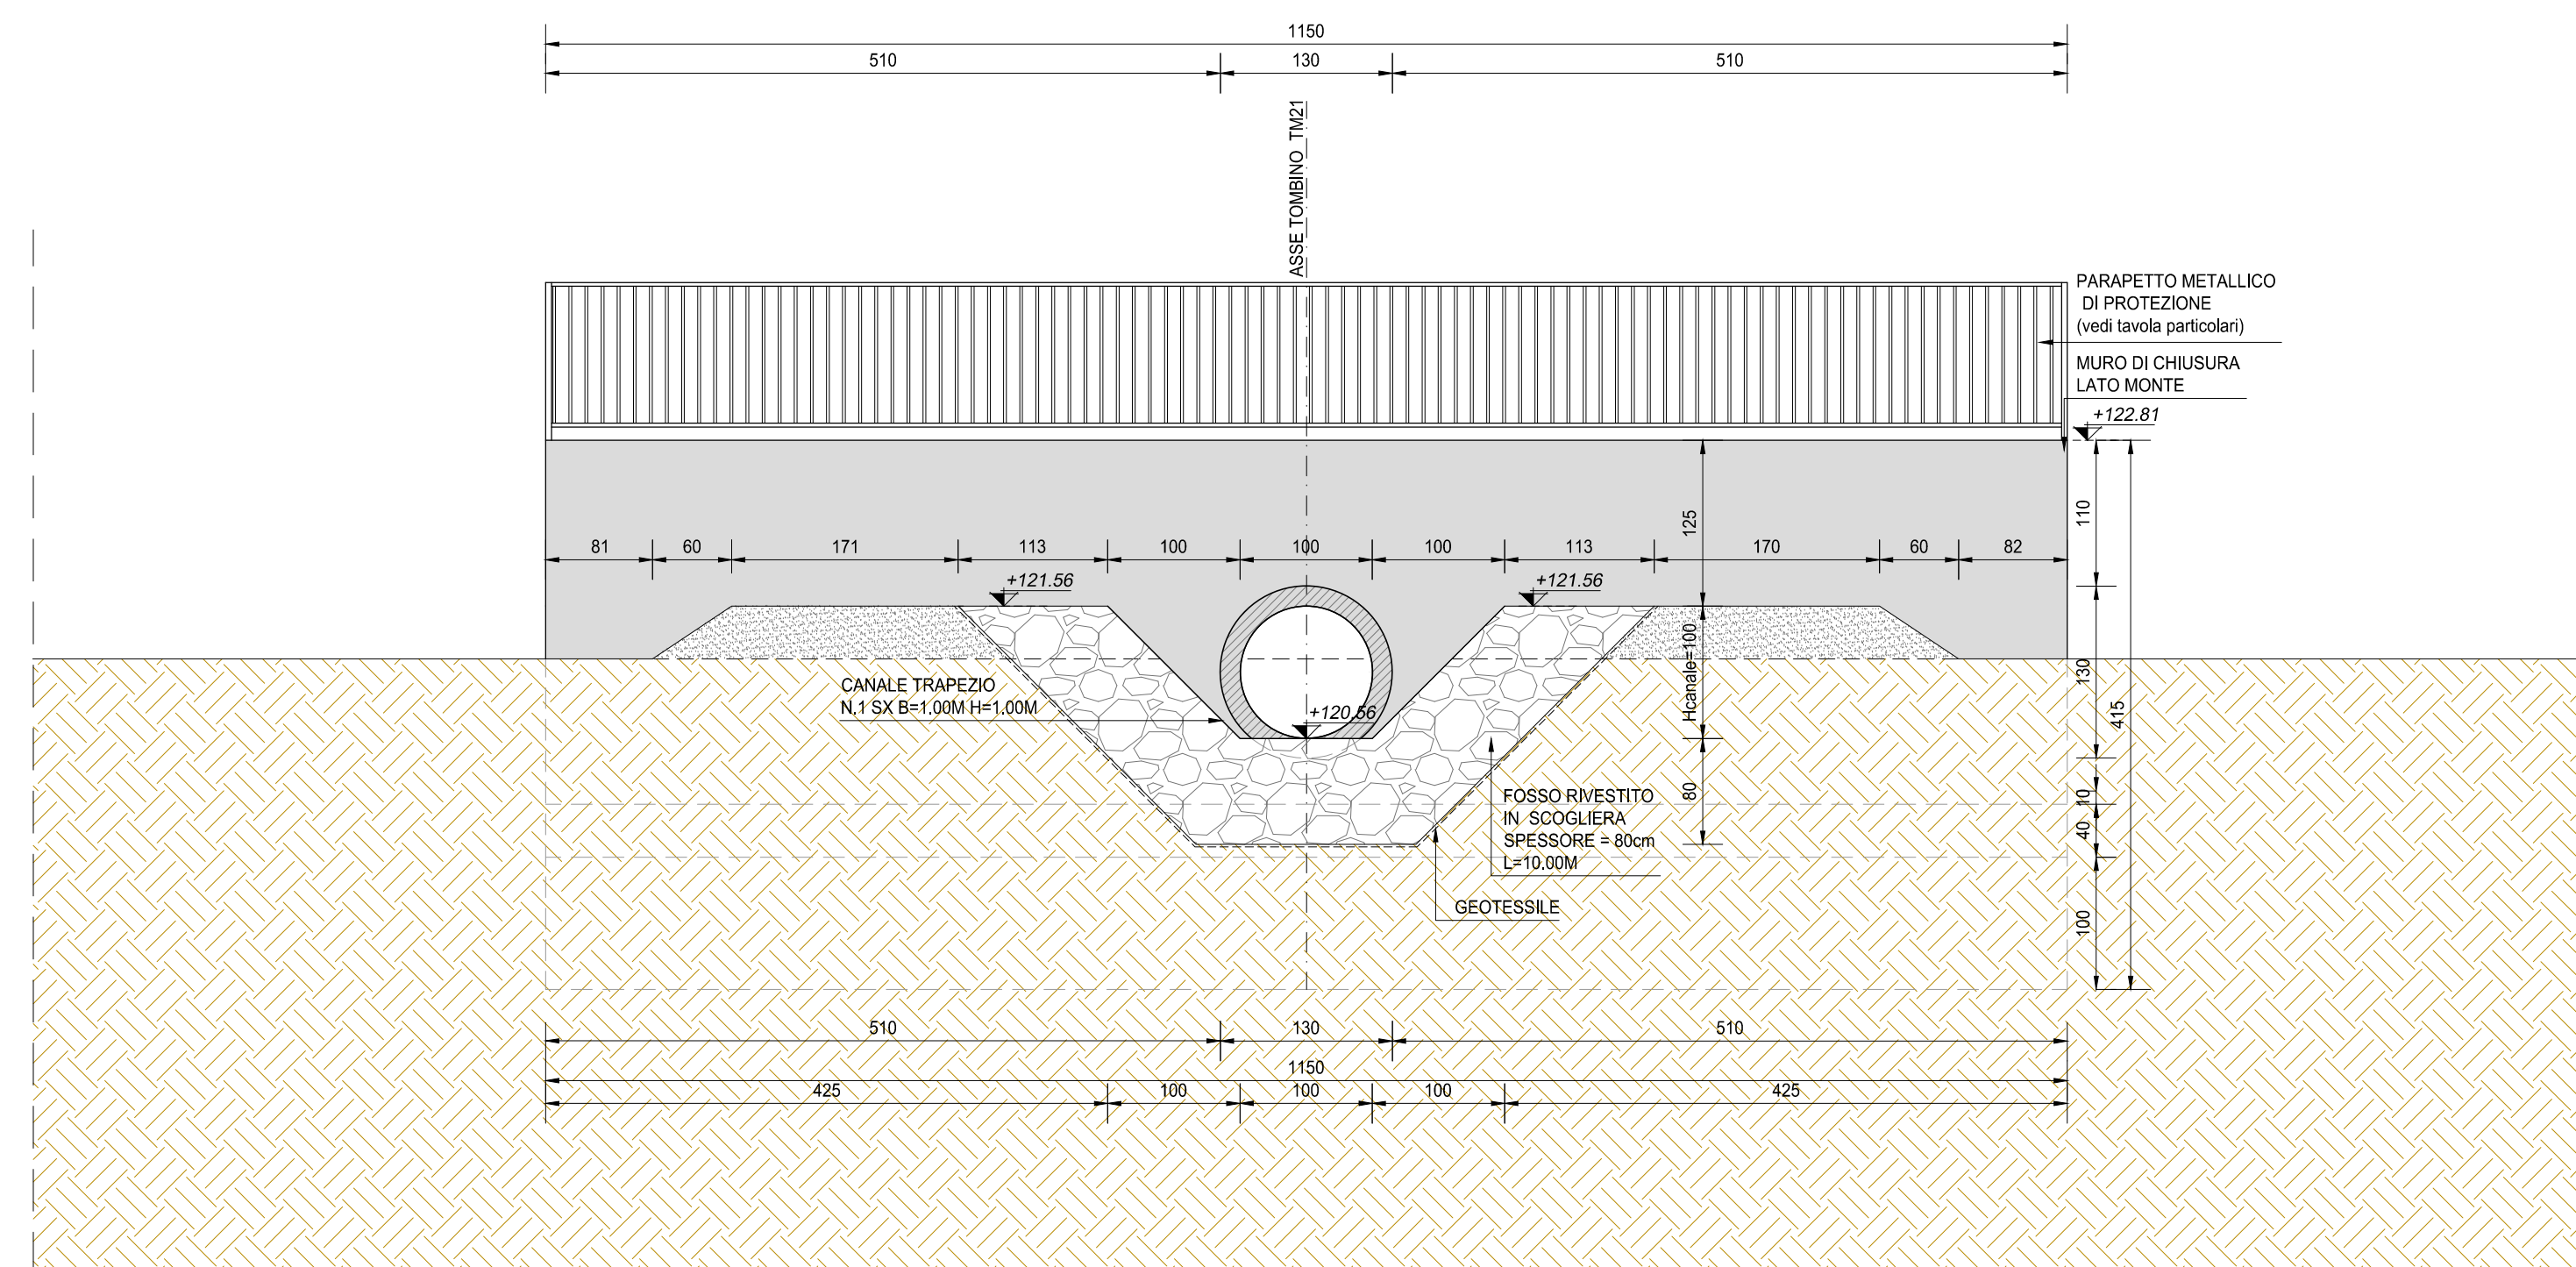 1150
510 130 510
ASSE TOMBINO TM21
PARAPETTO METALLICO
DI PROTEZIONE
(vedi tavola particolari)
MURO DI CHIUSURA
LATO MONTE
+122.81
110
125
81 60 171 113 100 100 100 113 170 60 82
+121.56 +121.56
Hcanale=100
130
415
CANALE TRAPEZIO
N.1 SX B=1.00M H=1.00M
+120.56
80
10
40
FOSSO RIVESTITO
IN SCOGLIERA
SPESSORE = 80cm
L=10.00M
GEOTESSILE
100
510 130 510
1150
425 100 100 100 425